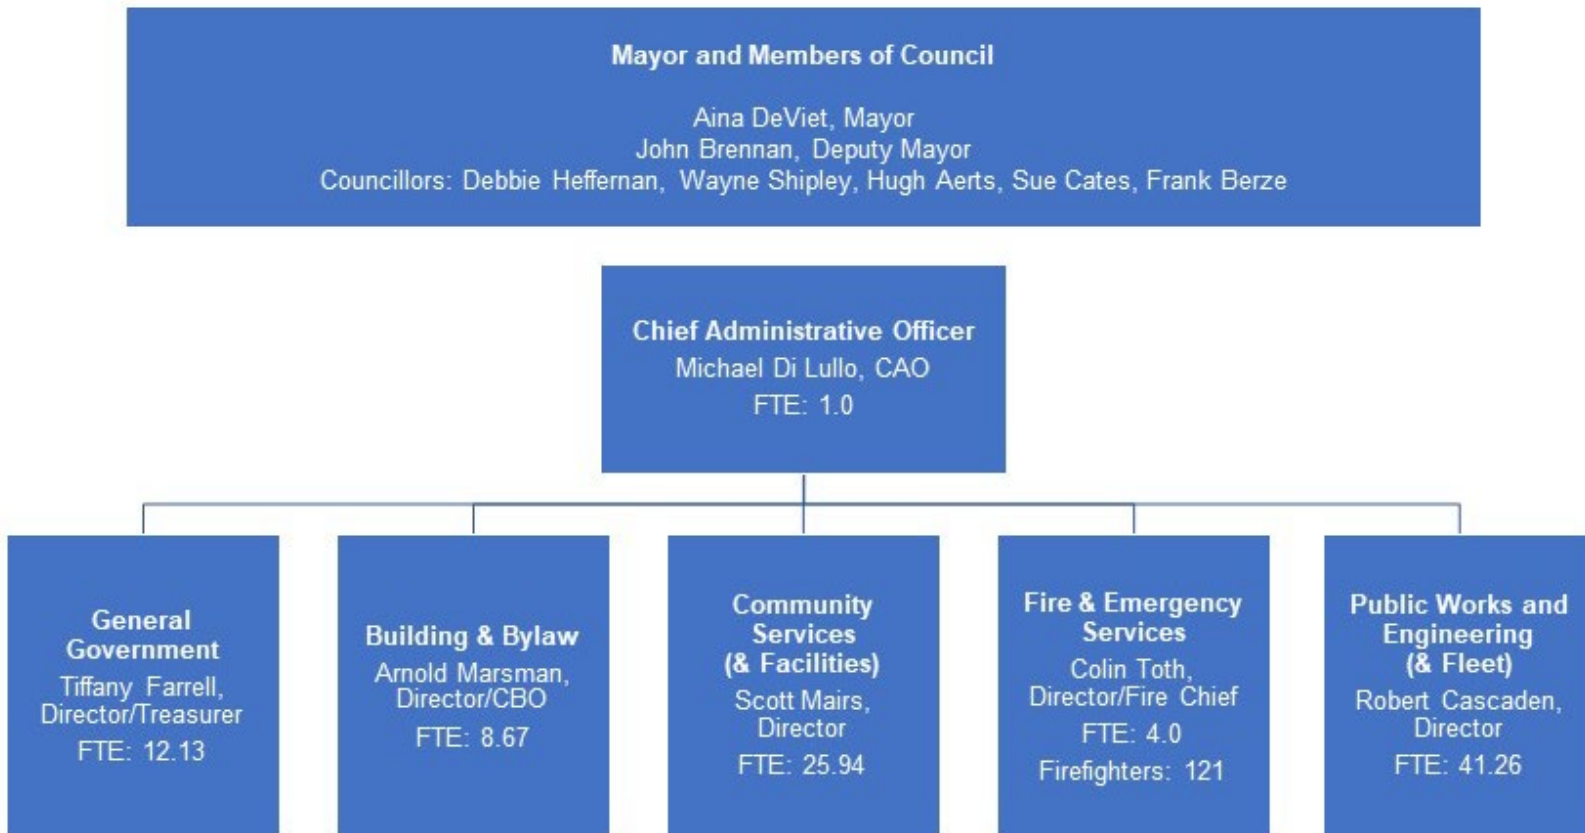 Mayor and Members of Council
Aina DeViet, Mayor
John Brennan, Deputy Mayor
Councillors: Debbie Heffernan, Wayne Shipley, Hugh Aerts, Sue Cates, Frank Berze
Chief Administrative Officer
Michael Di Lullo, CAO
FTE: 1.0
General
Government
Tiffany Farrell,
Director/Treasurer
FTE: 12.13
Building & Bylaw
Arnold Marsman,
Director/CBO
FTE: 8.67
Community
Services
(& Facilities)
Scott Mairs,
Director
FTE: 25.94
Fire & Emergency
Services
Colin Toth,
Director/Fire Chief
FTE: 4.0
Firefighters: 121
Public Works and
Engineering
(& Fleet)
Robert Cascaden,
Director
FTE: 41.26